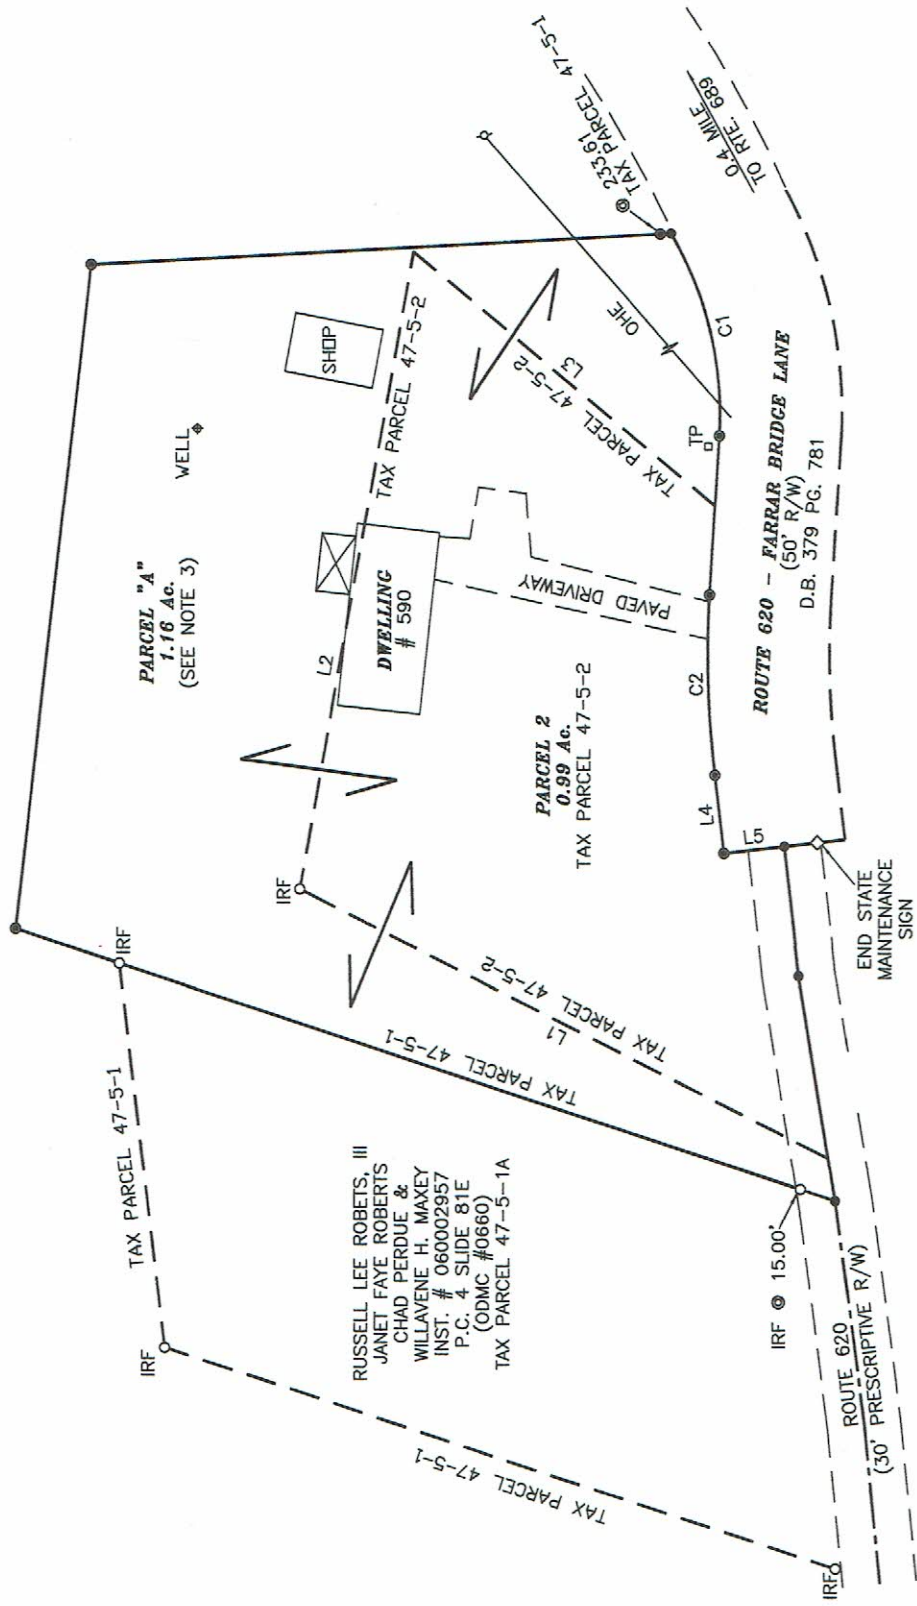 PARCEL "A"
1.16 Ac.
(SEE NOTE 3)
WELL
SHOP
TAX PARCEL 47-5-1
IRF
IRF
TAX PARCEL 47-5-1
IRF
L2
DWELLING
# 590
TAX PARCEL 47-5-2
PARCEL 2
0.99 Ac.
TAX PARCEL 47-5-2
PAVED DRIVEWAY
TAX PARCEL 47-5-2
L3
OHE
TP
@ 233.61
TAX PARCEL 47-5-1
0.4 MILE
TO RTE. 689
TAX PARCEL 47-5-2
L1
RUSSELL LEE ROBETS, III
JANET FAYE ROBERTS
CHAD PERDUE &
WILLAVENE H. MAXEY
INST. # 060002957
P.C. 4 SLIDE 81E
(ODMC #0660)
TAX PARCEL 47-5-1A
TAX PARCEL 47-5-1
IRF
IRF @ 15.00'
L4
C2
C1
L5
ROUTE 620 - FARRAR BRIDGE LANE
(50' R/W)
D.B. 379 PG. 781
END STATE
MAINTENANCE
SIGN
ROUTE 620
(30' PRESCRIPTIVE R/W)